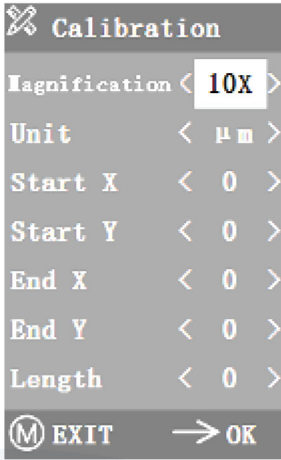 Calibration
Magnification < 10X >
Unit < μm >
Start X < 0 >
Start Y < 0 >
End X < 0 >
End Y < 0 >
Length < 0 >
M EXIT → OK